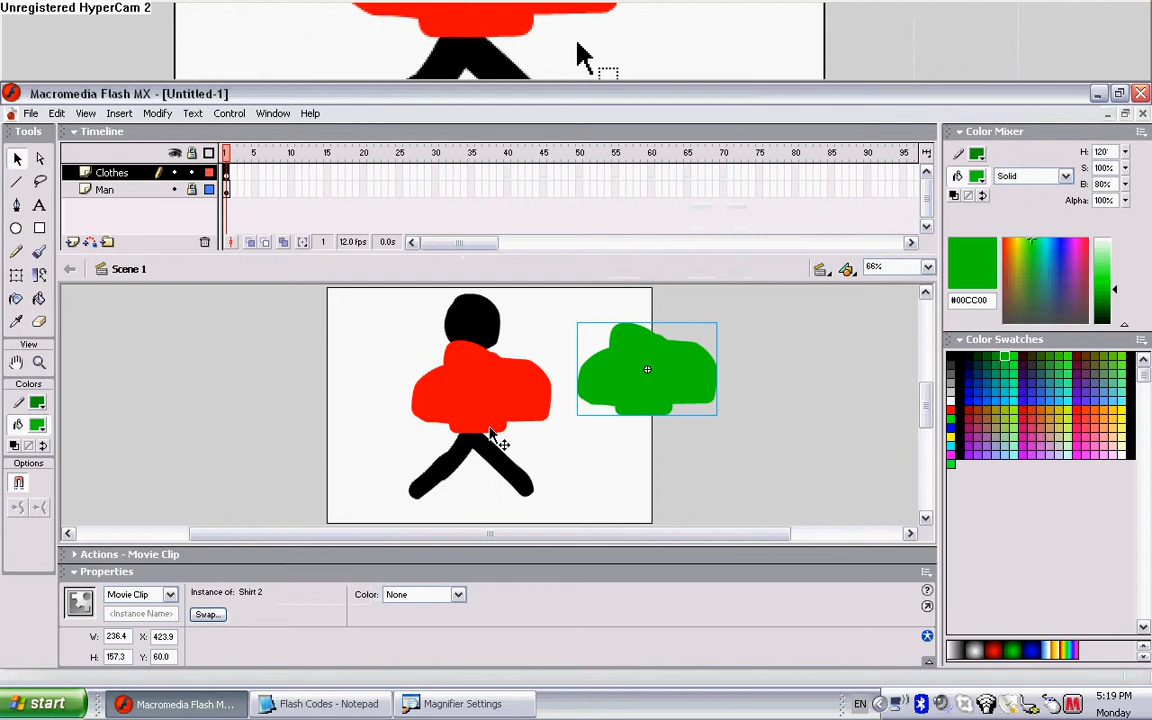 Unregistered HyperCam 2
Macromedia Flash MX - [Untitled-1]
File Edit View Insert Modify Text Control Window Help
Tools
Timeline
Color Mixer
1 5 10 15 20 25 30 35 40 45 50 55 60 65 70 75 80 85 90 95
Clothes
Man
H: 120°
S: 100%
Solid
B: 80%
Alpha: 100%
1 12.0 fps 0.0s
Scene 1
66%
#00CC00
Color Swatches
View
Colors
Options
Actions - Movie Clip
Properties
Movie Clip
Instance of: Shirt 2
Color: None
<Instance Name>
Swap...
W: 236.4 X: 423.9
H: 157.3 Y: 60.0
start
Macromedia Flash M...
Flash Codes - Notepad
Magnifier Settings
EN
5:19 PM
Monday